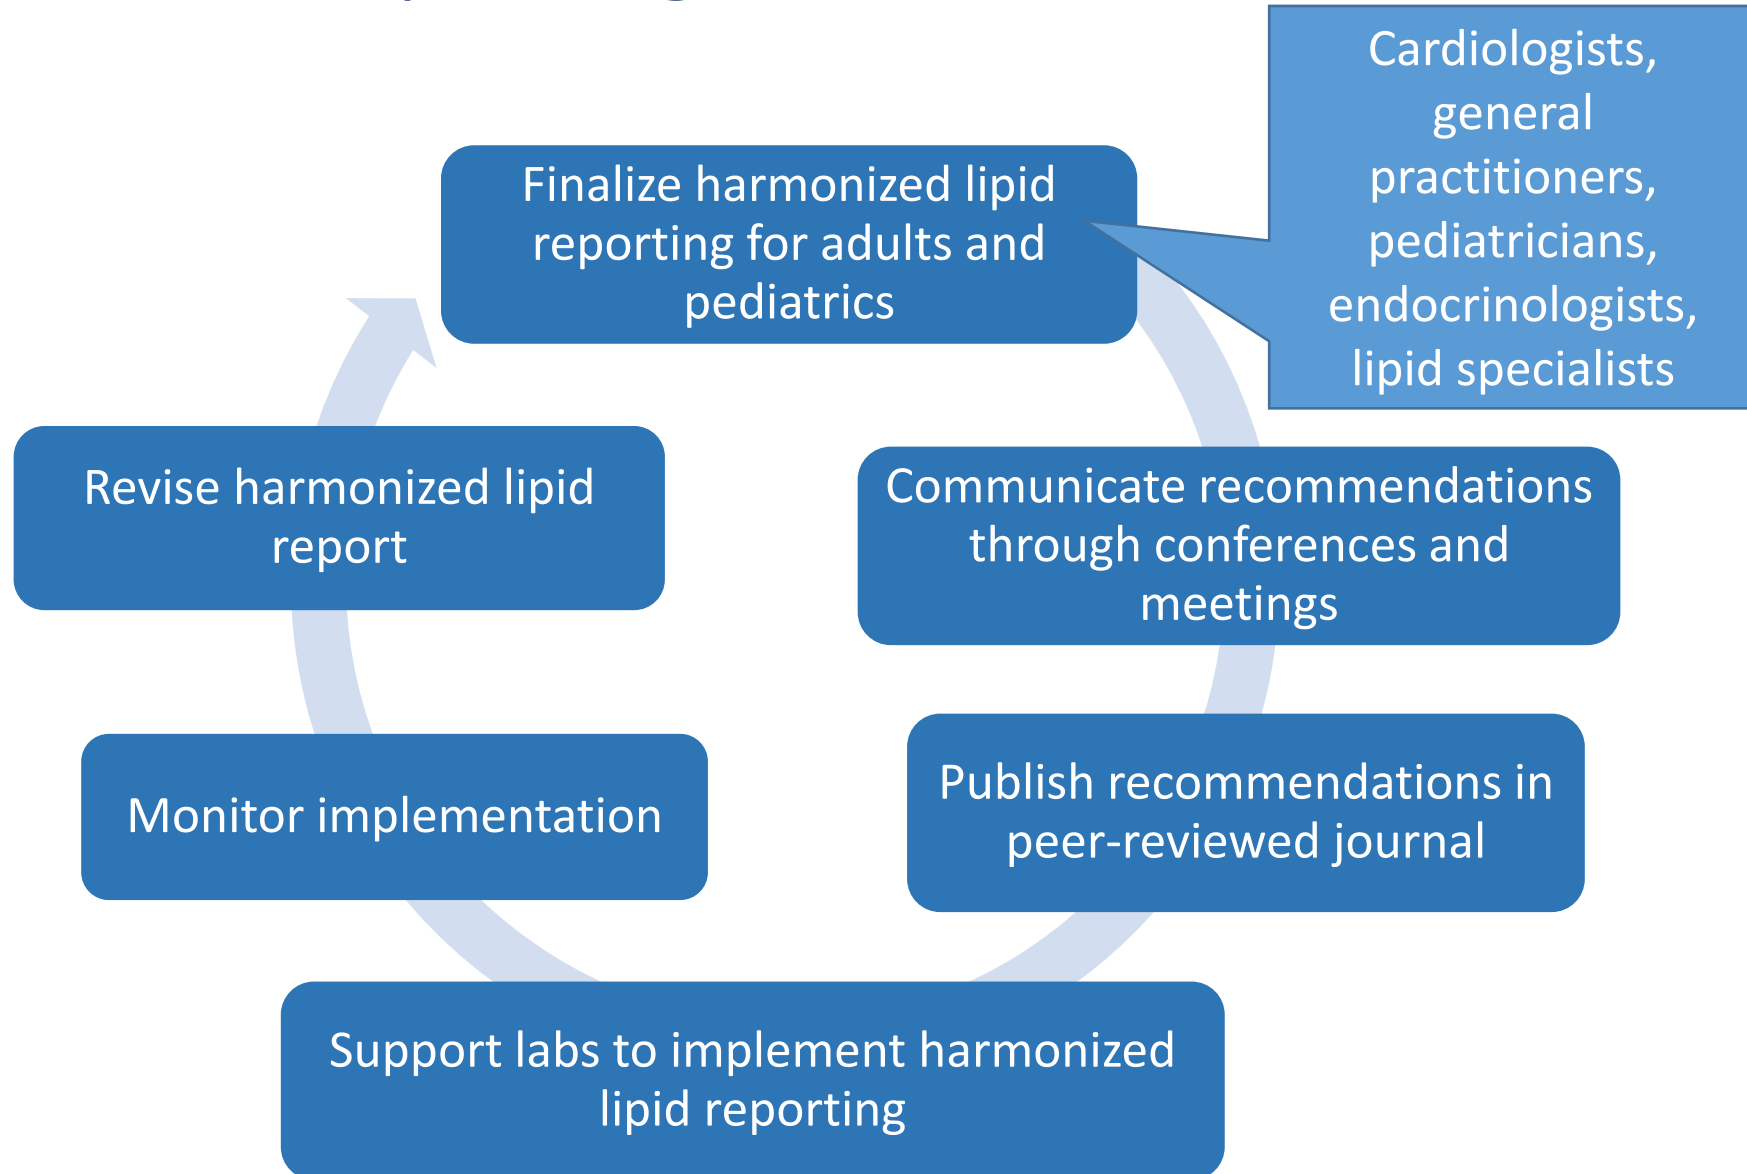 Cardiologists,
general
practitioners,
pediatricians,
endocrinologists,
lipid specialists
Finalize harmonized lipid
reporting for adults and
pediatrics
Communicate recommendations
through conferences and
meetings
Publish recommendations in
peer-reviewed journal
Support labs to implement harmonized
lipid reporting
Monitor implementation
Revise harmonized lipid
report